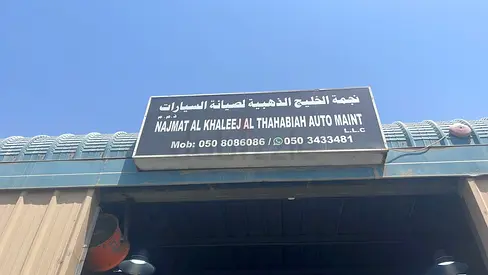 نجمة الخليج الذهبية لصيانة السيارات
ذ.م.م
NAJMAT AL KHALEEJ AL THAHABIAH AUTO MAINT
L.L.C
Mob: 050 8086086 / 050 3433481